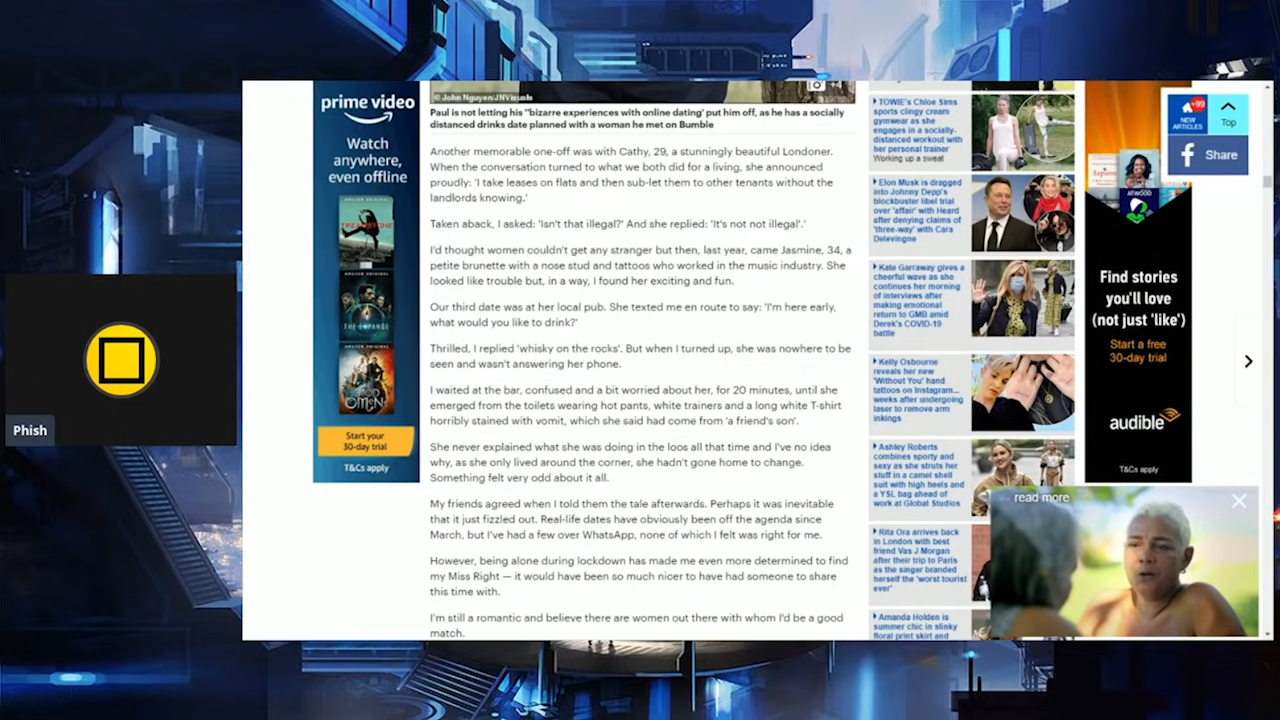 Phish
prime video
Watch
anywhere,
even offline
THE EXPANSE
Start your
30-day trial
T&Cs apply
© John Nguyen/JNVisuals
Paul is not letting his "bizarre experiences with online dating' put him off, as he has a socially
distanced drinks date planned with a woman he met on Bumble
Another memorable one-off was with Cathy, 29, a stunningly beautiful Londoner.
When the conversation turned to what we both did for a living, she announced
proudly: 'I take leases on flats and then sub-let them to other tenants without the
landlords knowing.'
Taken aback, I asked: 'Isn't that illegal?' And she replied: 'It's not not illegal'.'
I'd thought women couldn't get any stranger but then, last year, came Jasmine, 34, a
petite brunette with a nose stud and tattoos who worked in the music industry. She
looked like trouble but, in a way, I found her exciting and fun.
Our third date was at her local pub. She texted me en route to say: 'I'm here early,
what would you like to drink?'
Thrilled, I replied 'whisky on the rocks'. But when I turned up, she was nowhere to be
seen and wasn't answering her phone.
I waited at the bar, confused and a bit worried about her, for 20 minutes, until she
emerged from the toilets wearing hot pants, white trainers and a long white T-shirt
horribly stained with vomit, which she said had come from 'a friend's son'.
She never explained what she was doing in the loos all that time and I've no idea
why, as she only lived around the corner, she hadn't gone home to change.
Something felt very odd about it all.
My friends agreed when I told them the tale afterwards. Perhaps it was inevitable
that it just fizzled out. Real-life dates have obviously been off the agenda since
March, but I've had a few over WhatsApp, none of which I felt was right for me.
However, being alone during lockdown has made me even more determined to find
my Miss Right — it would have been so much nicer to have had someone to share
this time with.
I'm still a romantic and believe there are women out there with whom I'd be a good
match.
TOWIE's Chloe Sims
sports clingy cream
gymwear as she
engages in a socially-
distanced workout with
her personal trainer
Working up a sweat
Elon Musk is dragged
into Johnny Depp's
blockbuster libel trial
over 'affair' with Heard
after denying claims of
'three-way' with Cara
Delevingne
Kate Garraway gives a
cheerful wave as she
continues her morning
of interviews after
making emotional
return to GMB amid
Derek's COVID-19
battle
Kelly Osbourne
reveals her new
'Without You' hand
tattoos on Instagram...
weeks after undergoing
laser to remove arm
inkings
Ashley Roberts
combines sporty and
sexy as she struts her
stuff in a camel shell
suit with high heels and
a YSL bag ahead of
work at Global Studios
Rita Ora arrives back
in London with best
friend Vas J Morgan
after their trip to Paris
as the singer branded
herself the 'worst tourist
ever'
Amanda Holden is
summer chic in slinky
floral print skirt and
+99
NEW
ARTICLES
Top
Share
Sapiens
ATWOOD
Find stories
you'll love
(not just 'like')
Start a free
30-day trial
audible
T&Cs apply
read more